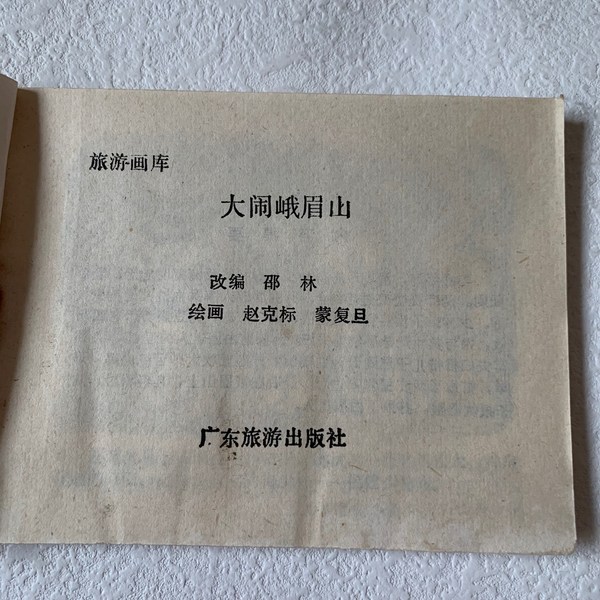 旅游画库
大闹峨眉山
改编 邵 林
绘画 赵克标 蒙复旦
广东旅游出版社